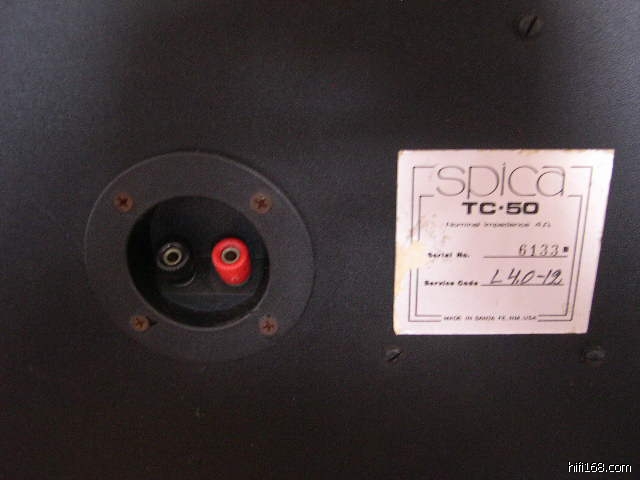 spica
TC·50
Nominal Impedance 4Ω
Serial No. 6133B
Service Code L40-12
MADE IN SANTA FE, NM, USA
hifi168.com